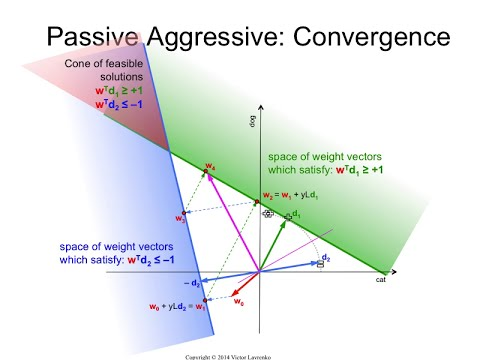 Passive Aggressive: Convergence
Cone of feasible
solutions
wᵀd₁ ≥ +1
wᵀd₂ ≤ –1
dog
w₄
space of weight vectors
which satisfy: wᵀd₁ ≥ +1
w₂ = w₁ + yLd₁
d₁
w₃
space of weight vectors
which satisfy: wᵀd₂ ≤ –1
d₂
cat
– d₂
w₀ + yLd₂ = w₁
w₀
Copyright © 2014 Victor Lavrenko